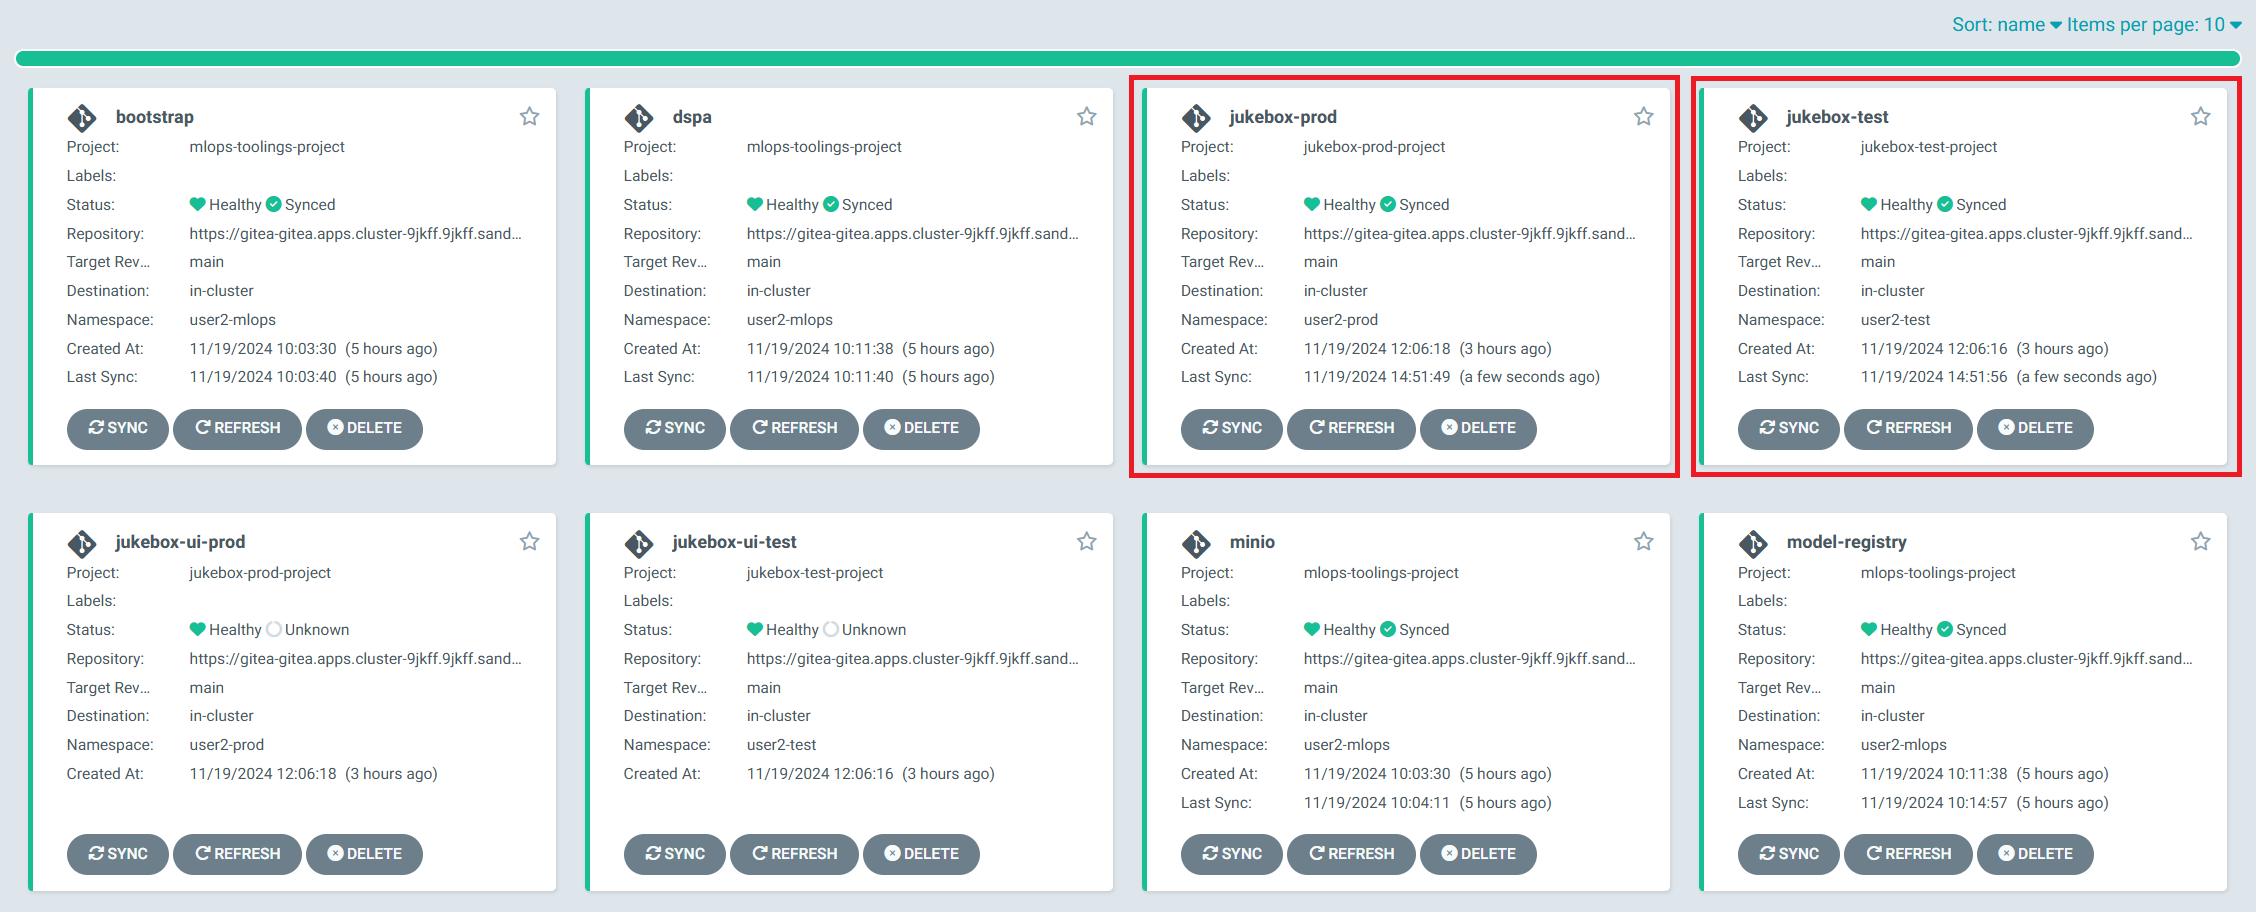 Sort: name Items per page: 10
bootstrap
Project: mlops-toolings-project
Labels:
Status: Healthy Synced
Repository: https://gitea-gitea.apps.cluster-9jkff.9jkff.sand...
Target Rev... main
Destination: in-cluster
Namespace: user2-mlops
Created At: 11/19/2024 10:03:30 (5 hours ago)
Last Sync: 11/19/2024 10:03:40 (5 hours ago)
SYNC REFRESH DELETE
dspa
Project: mlops-toolings-project
Labels:
Status: Healthy Synced
Repository: https://gitea-gitea.apps.cluster-9jkff.9jkff.sand...
Target Rev... main
Destination: in-cluster
Namespace: user2-mlops
Created At: 11/19/2024 10:11:38 (5 hours ago)
Last Sync: 11/19/2024 10:11:40 (5 hours ago)
SYNC REFRESH DELETE
jukebox-prod
Project: jukebox-prod-project
Labels:
Status: Healthy Synced
Repository: https://gitea-gitea.apps.cluster-9jkff.9jkff.sand...
Target Rev... main
Destination: in-cluster
Namespace: user2-prod
Created At: 11/19/2024 12:06:18 (3 hours ago)
Last Sync: 11/19/2024 14:51:49 (a few seconds ago)
SYNC REFRESH DELETE
jukebox-test
Project: jukebox-test-project
Labels:
Status: Healthy Synced
Repository: https://gitea-gitea.apps.cluster-9jkff.9jkff.sand...
Target Rev... main
Destination: in-cluster
Namespace: user2-test
Created At: 11/19/2024 12:06:16 (3 hours ago)
Last Sync: 11/19/2024 14:51:56 (a few seconds ago)
SYNC REFRESH DELETE
jukebox-ui-prod
Project: jukebox-prod-project
Labels:
Status: Healthy Unknown
Repository: https://gitea-gitea.apps.cluster-9jkff.9jkff.sand...
Target Rev... main
Destination: in-cluster
Namespace: user2-prod
Created At: 11/19/2024 12:06:18 (3 hours ago)
SYNC REFRESH DELETE
jukebox-ui-test
Project: jukebox-test-project
Labels:
Status: Healthy Unknown
Repository: https://gitea-gitea.apps.cluster-9jkff.9jkff.sand...
Target Rev... main
Destination: in-cluster
Namespace: user2-test
Created At: 11/19/2024 12:06:16 (3 hours ago)
SYNC REFRESH DELETE
minio
Project: mlops-toolings-project
Labels:
Status: Healthy Synced
Repository: https://gitea-gitea.apps.cluster-9jkff.9jkff.sand...
Target Rev... main
Destination: in-cluster
Namespace: user2-mlops
Created At: 11/19/2024 10:03:30 (5 hours ago)
Last Sync: 11/19/2024 10:04:11 (5 hours ago)
SYNC REFRESH DELETE
model-registry
Project: mlops-toolings-project
Labels:
Status: Healthy Synced
Repository: https://gitea-gitea.apps.cluster-9jkff.9jkff.sand...
Target Rev... main
Destination: in-cluster
Namespace: user2-mlops
Created At: 11/19/2024 10:11:38 (5 hours ago)
Last Sync: 11/19/2024 10:14:57 (5 hours ago)
SYNC REFRESH DELETE